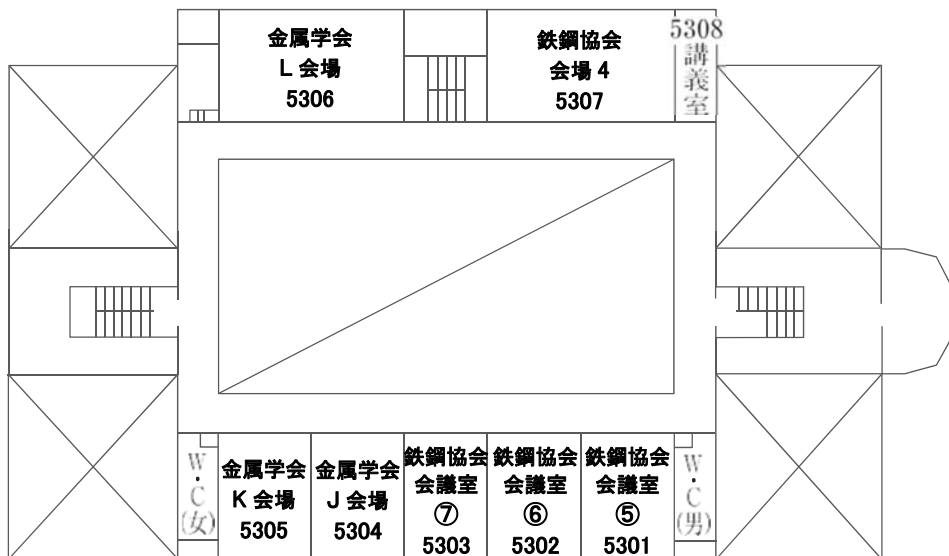 金属学会
L 会場
5306
鉄鋼協会
会場 4
5307
5308
講
義
室
W
・
C
(女)
金属学会
K 会場
5305
金属学会
J 会場
5304
鉄鋼協会
会議室
⑦
5303
鉄鋼協会
会議室
⑥
5302
鉄鋼協会
会議室
⑤
5301
W
・
C
(男)